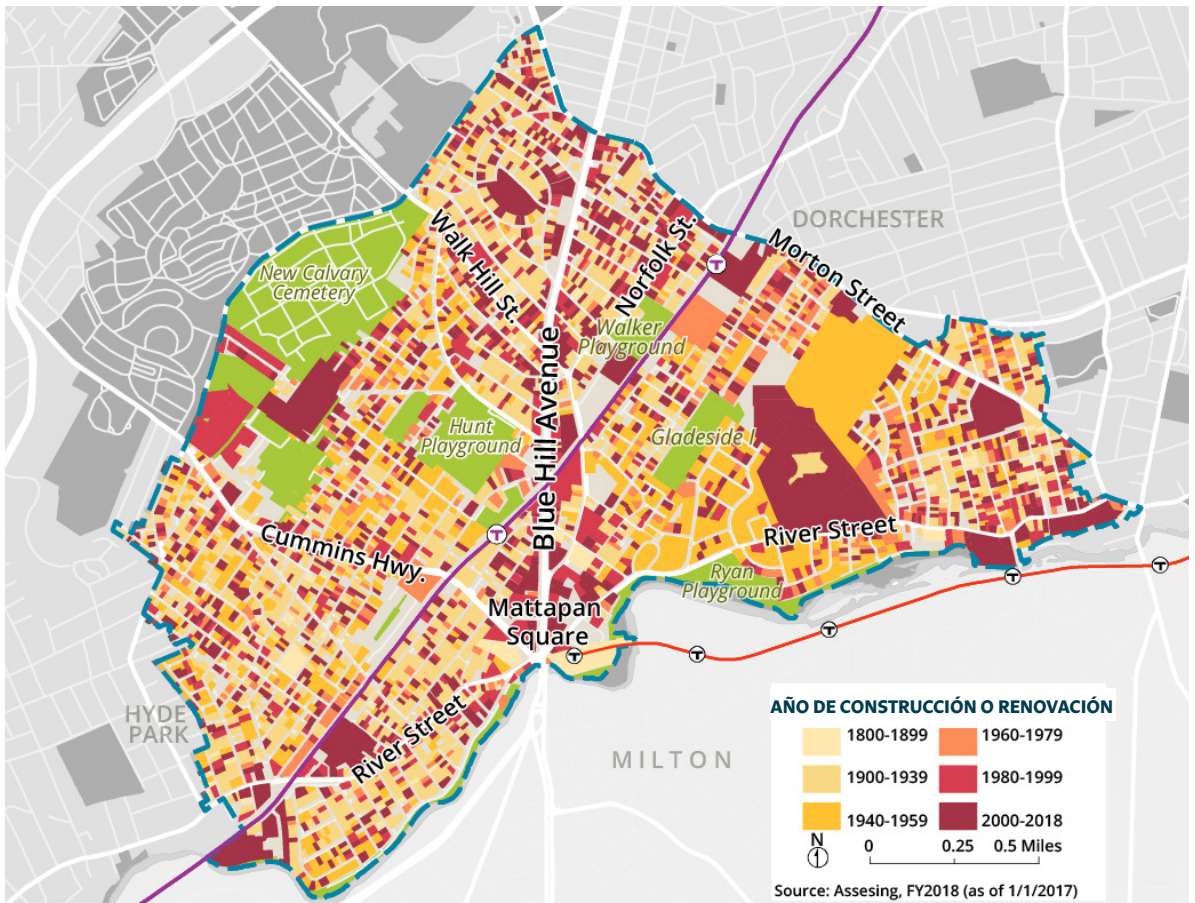 DORCHESTER
Morton Street
Norfolk St.
Walk Hill St.
New Calvary
Cemetery
Walker
Playground
Blue Hill Avenue
Hunt
Playground
Gladeside I
River Street
Cummins Hwy.
Ryan
Playground
Mattapan
Square
HYDE
PARK
River Street
MILTON
AÑO DE CONSTRUCCIÓN O RENOVACIÓN
1800-1899
1960-1979
1900-1939
1980-1999
1940-1959
2000-2018
N
0 0.25 0.5 Miles
Source: Assesing, FY2018 (as of 1/1/2017)
T
T
T
T
T
T
T